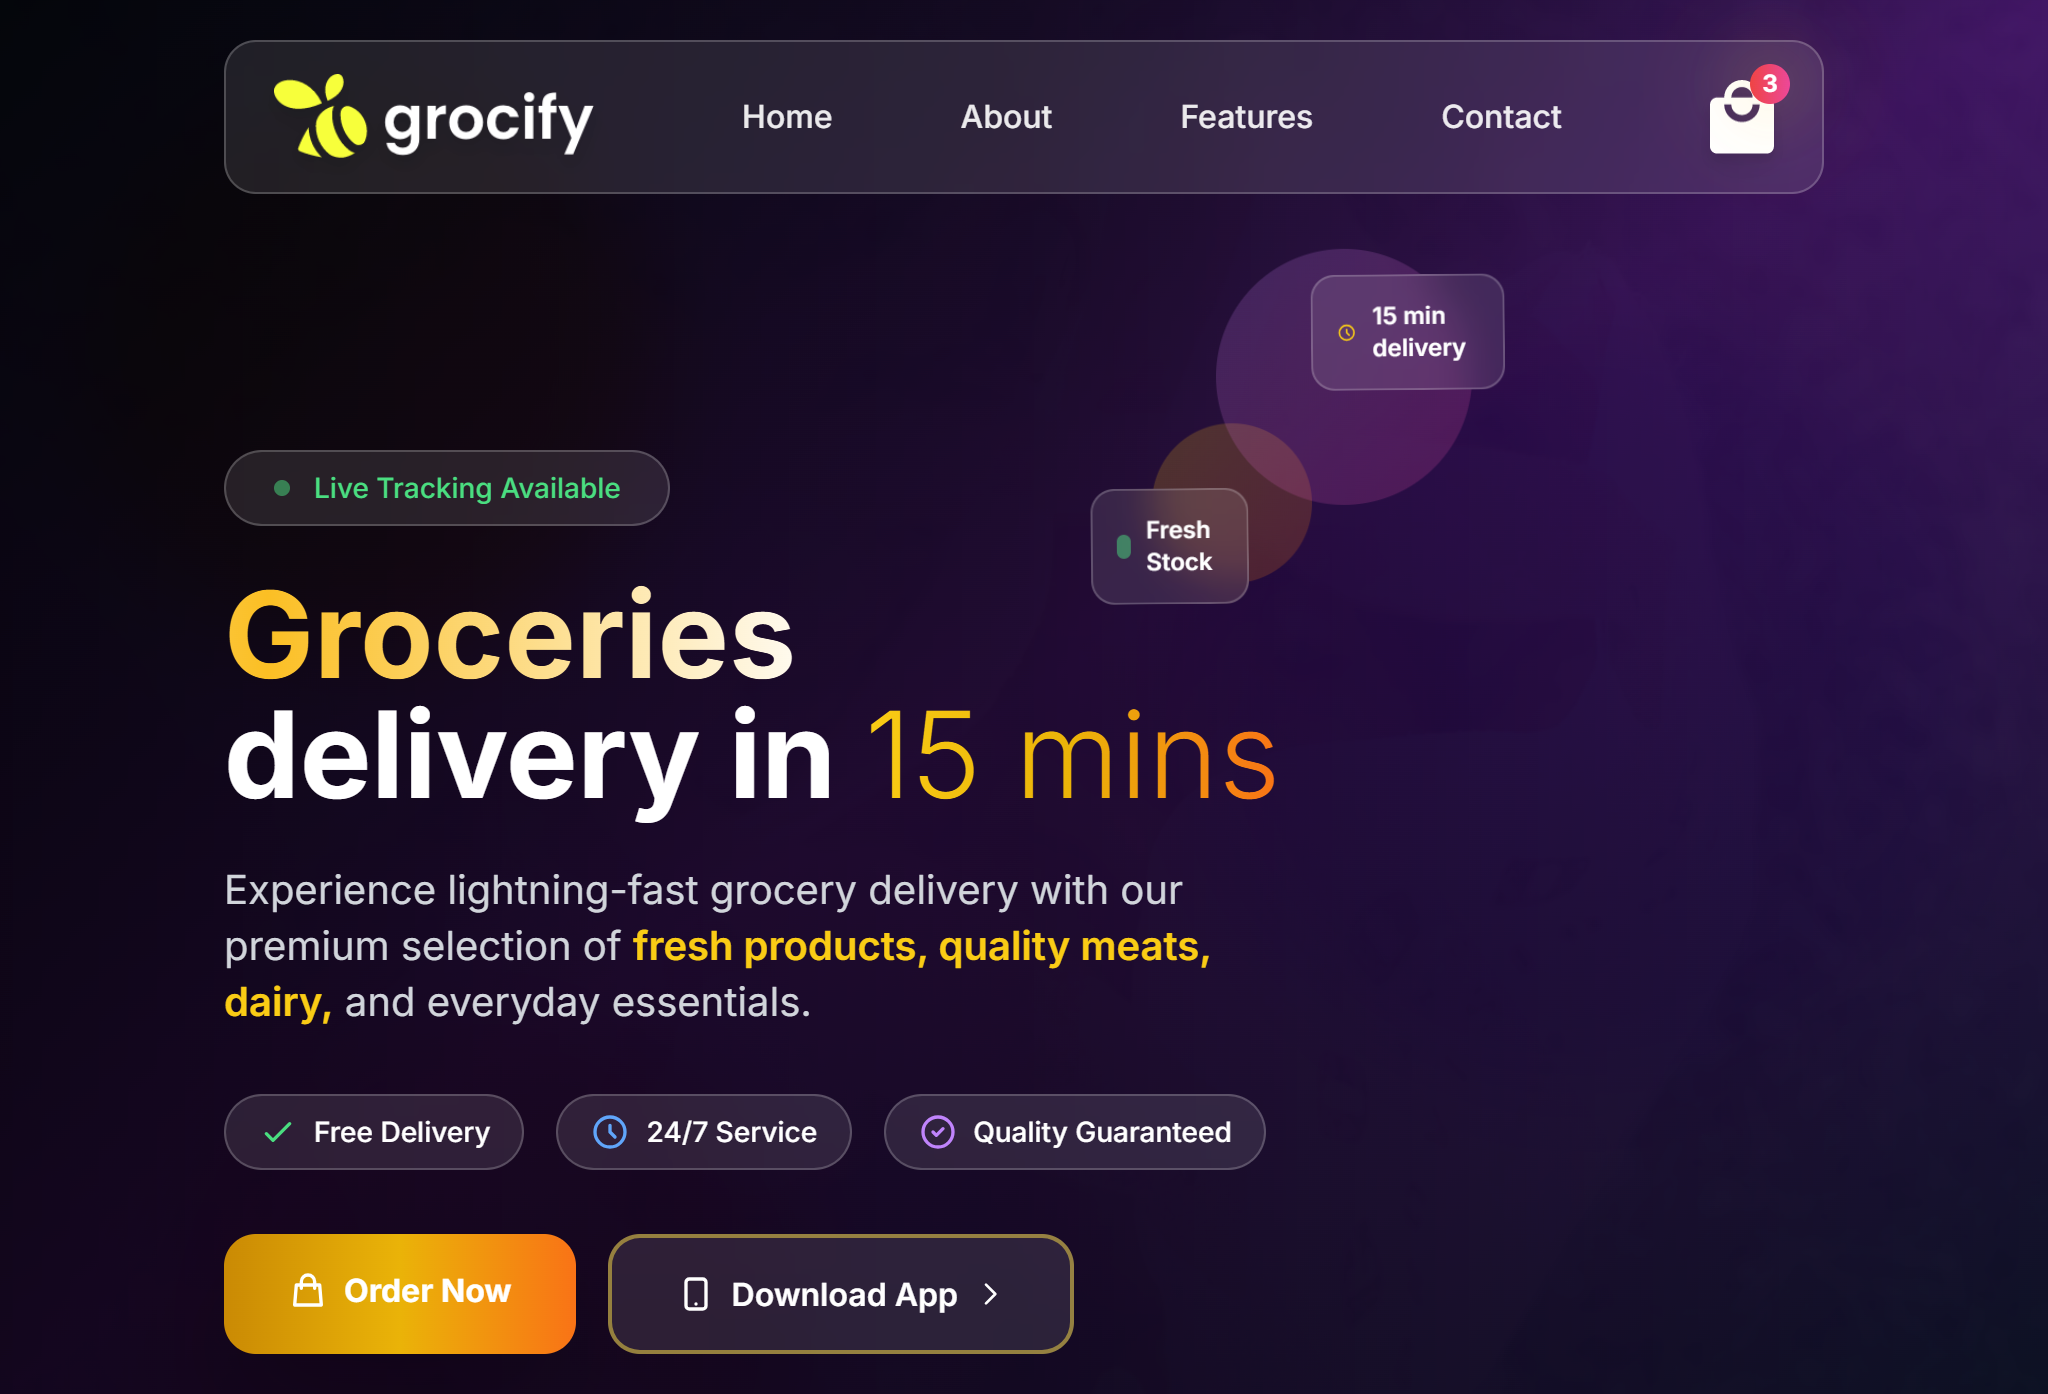 grocify
Home
About
Features
Contact
3
15 min
delivery
Live Tracking Available
Fresh
Stock
Groceries
delivery in 15 mins
Experience lightning-fast grocery delivery with our
premium selection of fresh products, quality meats,
dairy, and everyday essentials.
Free Delivery
24/7 Service
Quality Guaranteed
Order Now
Download App